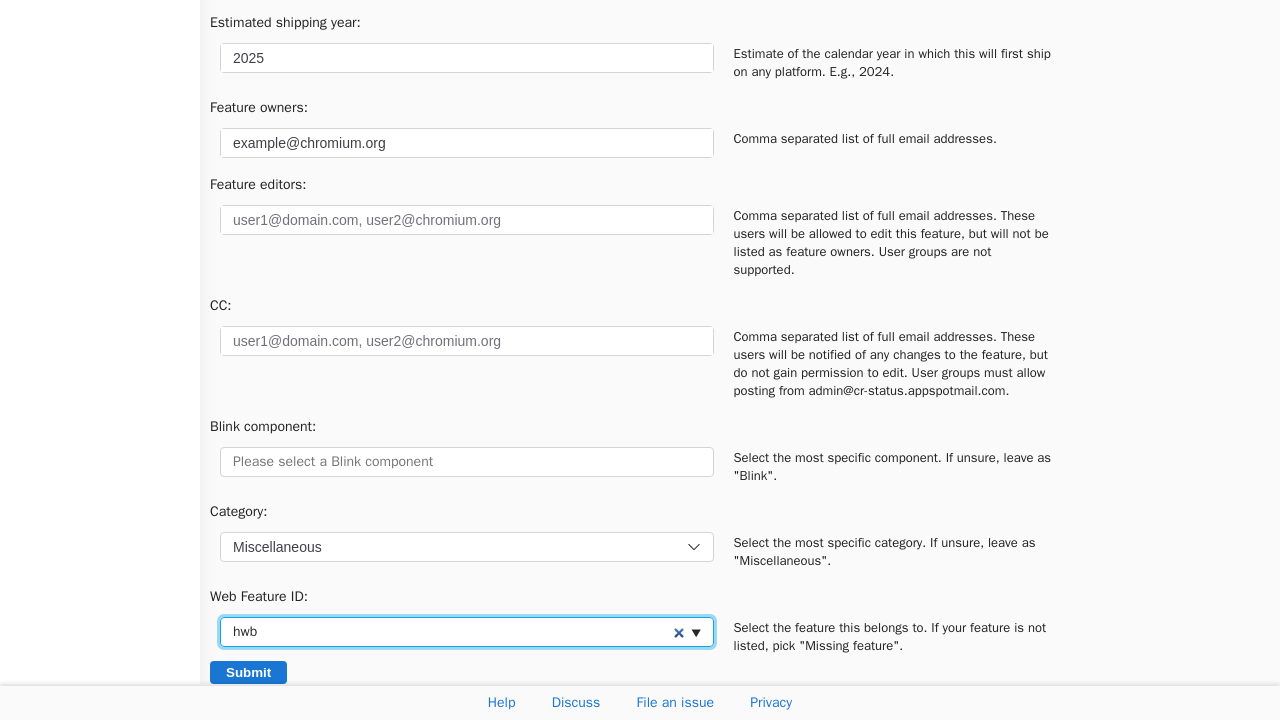 Estimated shipping year:
2025
Estimate of the calendar year in which this will first ship
on any platform. E.g., 2024.
Feature owners:
example@chromium.org
Comma separated list of full email addresses.
Feature editors:
user1@domain.com, user2@chromium.org
Comma separated list of full email addresses. These
users will be allowed to edit this feature, but will not be
listed as feature owners. User groups are not
supported.
CC:
user1@domain.com, user2@chromium.org
Comma separated list of full email addresses. These
users will be notified of any changes to the feature, but
do not gain permission to edit. User groups must allow
posting from admin@cr-status.appspotmail.com.
Blink component:
Please select a Blink component
Select the most specific component. If unsure, leave as
"Blink".
Category:
Miscellaneous
Select the most specific category. If unsure, leave as
"Miscellaneous".
Web Feature ID:
hwb
Select the feature this belongs to. If your feature is not
listed, pick "Missing feature".
Submit
Help Discuss File an issue Privacy